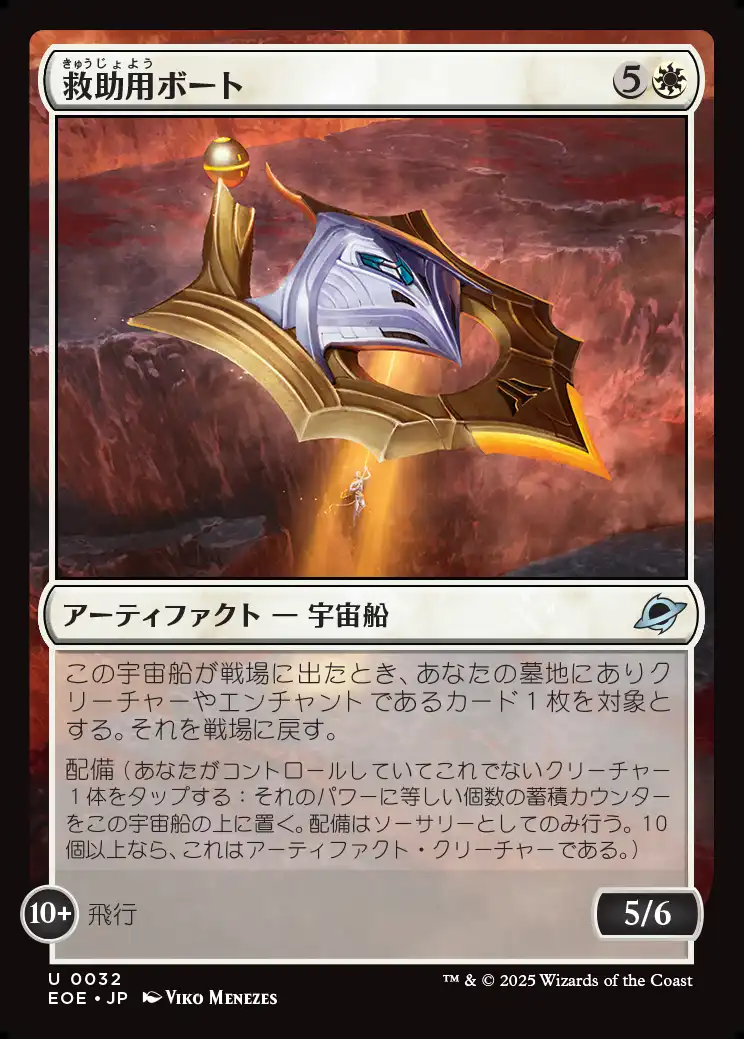 きゅうじょよう
救助用ボート
5
アーティファクト — 宇宙船
この宇宙船が戦場に出たとき、あなたの墓地にありク
リーチャーやエンチャントであるカード1枚を対象と
する。それを戦場に戻す。
配備(あなたがコントロールしていてこれでないクリーチャー
1体をタップする:それのパワーに等しい個数の蓄積カウンター
をこの宇宙船の上に置く。配備はソーサリーとしてのみ行う。10
個以上なら、これはアーティファクト・クリーチャーである。)
10+ 飛行
5/6
U 0032
EOE • JP Viko Menezes
™ & © 2025 Wizards of the Coast